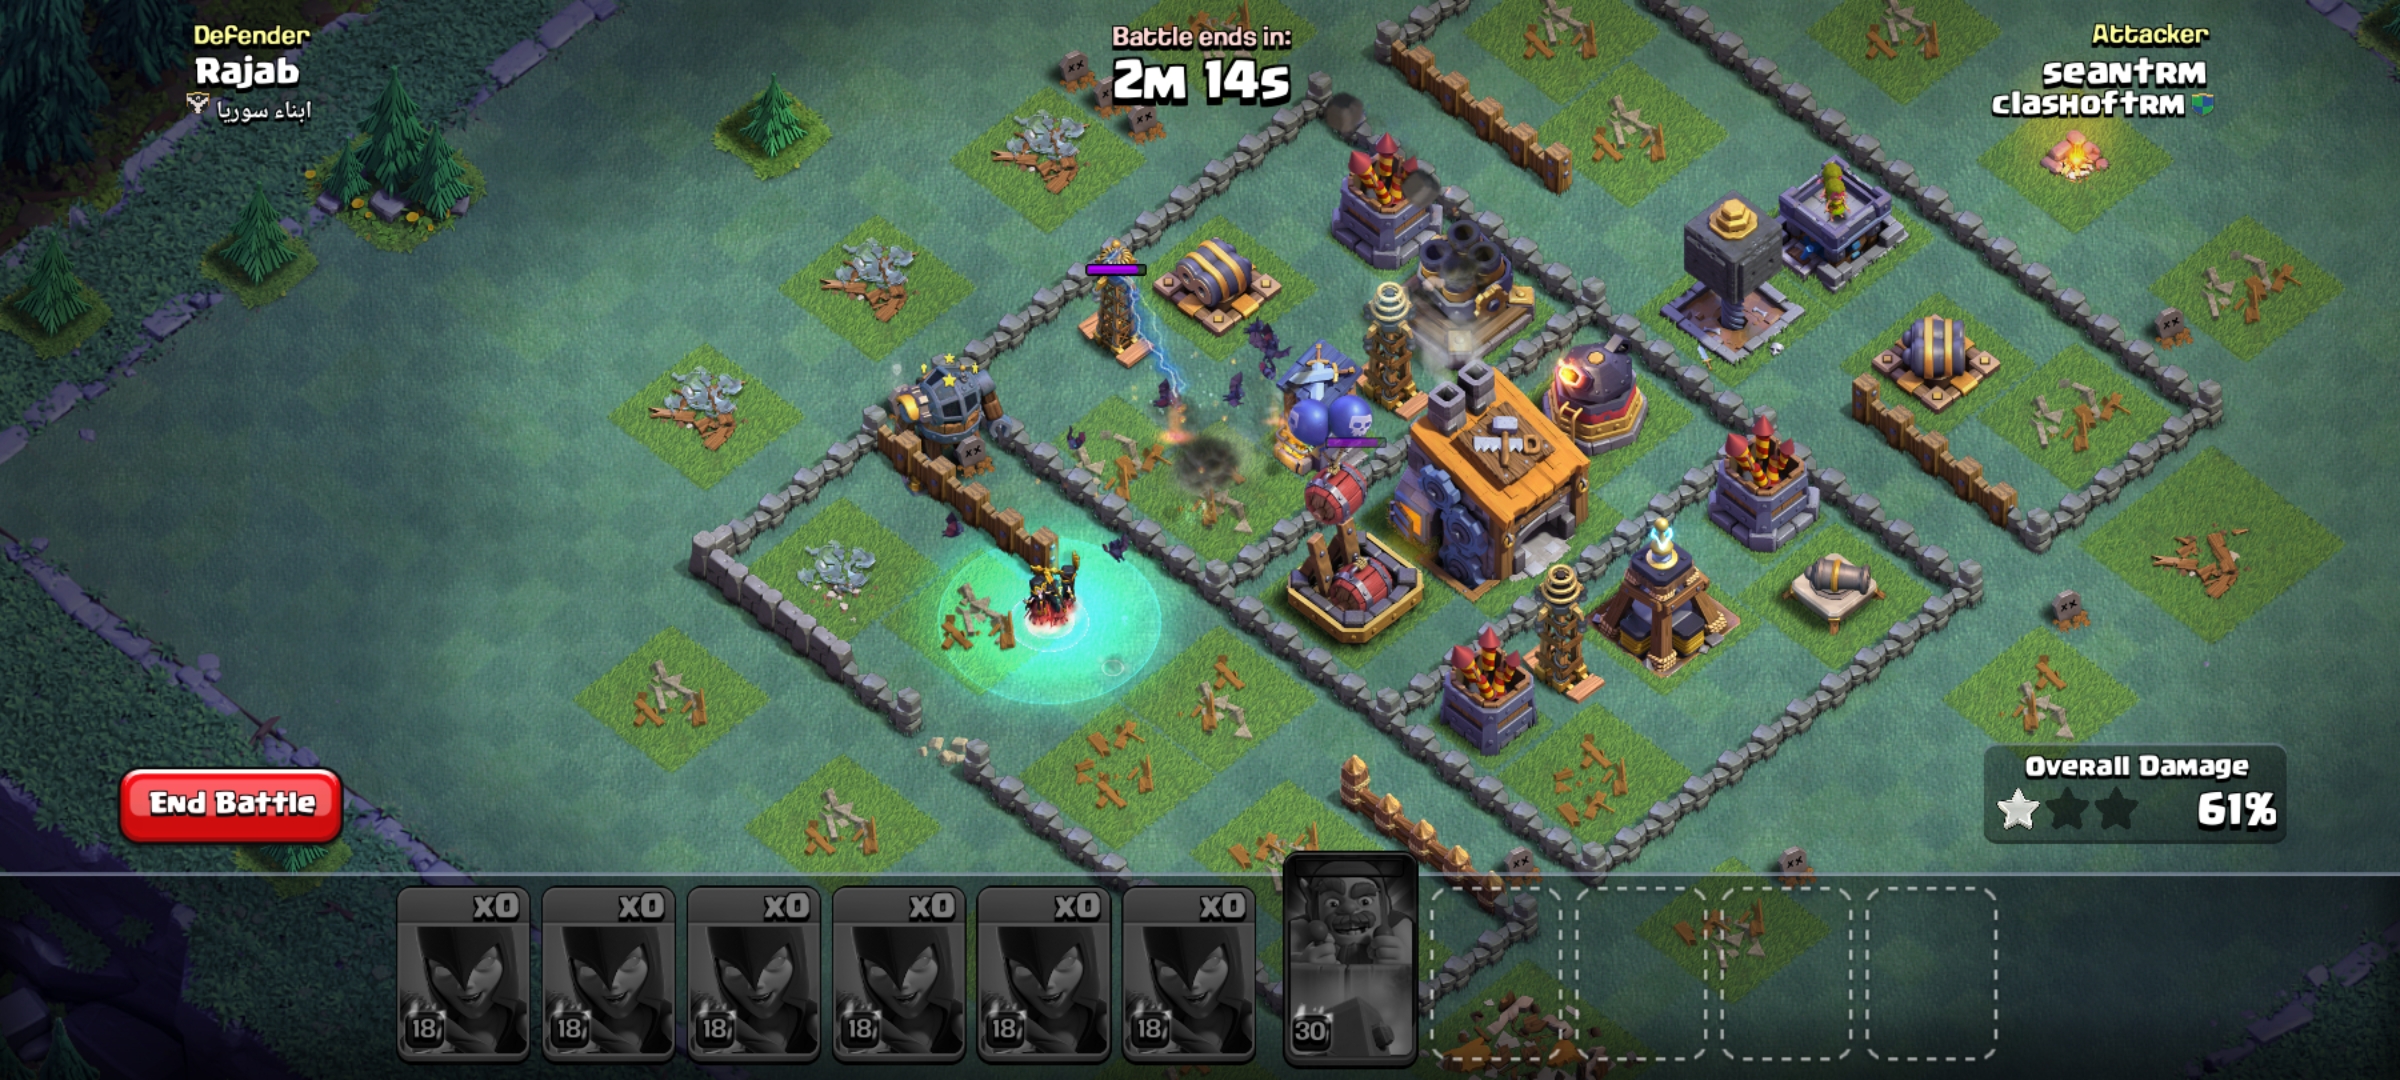 Defender
Rajab
ابناء سوريا
Battle ends in:
2M 14s
Attacker
seantRM
clashoftRM
End Battle
Overall Damage
61%
x0 x0 x0 x0 x0 x0
18 18 18 18 18 18 30